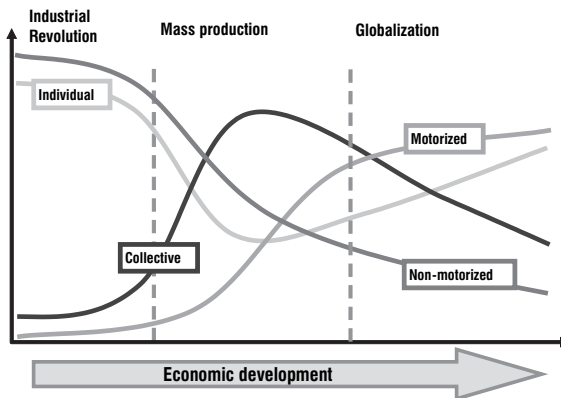 Industrial
Revolution
Mass production
Globalization
Individual
Motorized
Collective
Non-motorized
Economic development